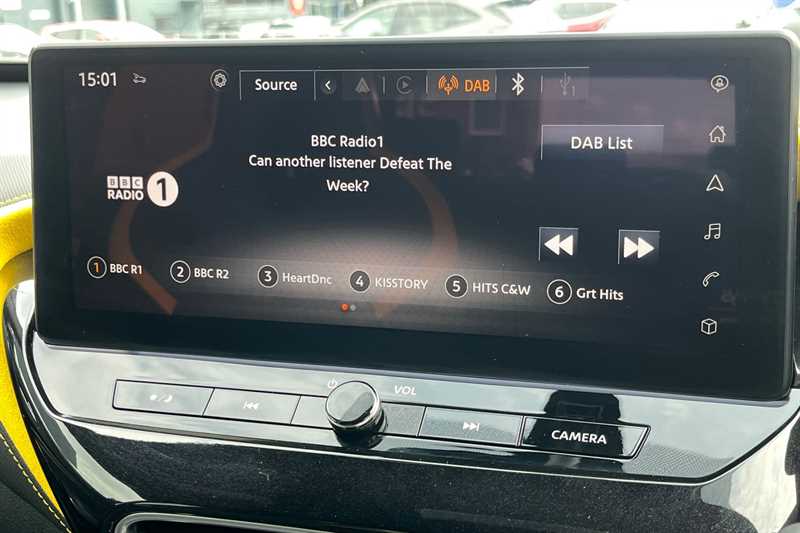 15:01
Source
DAB
1
BBC Radio1
Can another listener Defeat The
Week?
DAB List
BBC
RADIO 1
1 BBC R1
2 BBC R2
3 HeartDnc
4 KISSTORY
5 HITS C&W
6 Grt Hits
VOL
CAMERA